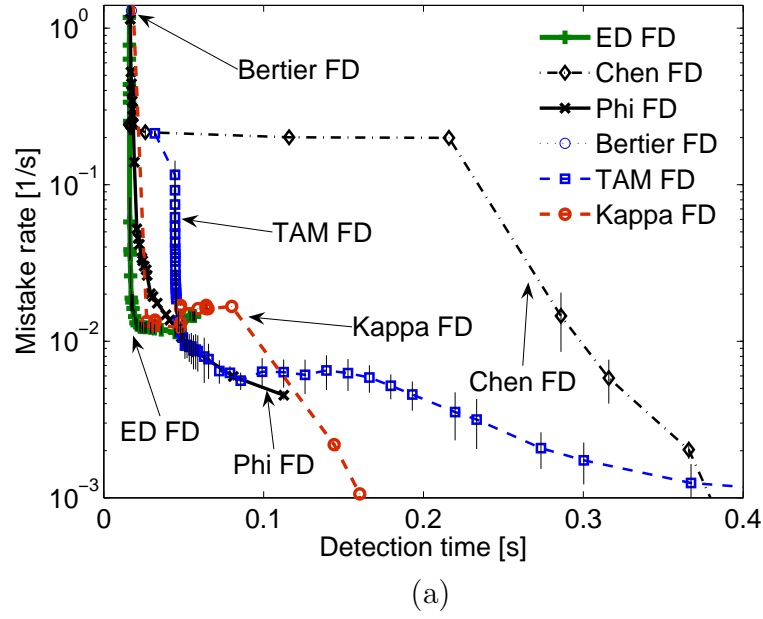 10^0
10^-1
10^-2
10^-3
Mistake rate [1/s]
0
0.1
0.2
0.3
0.4
Detection time [s]
ED FD
Chen FD
Phi FD
Bertier FD
TAM FD
Kappa FD
Bertier FD
TAM FD
Kappa FD
Chen FD
ED FD
Phi FD
(a)